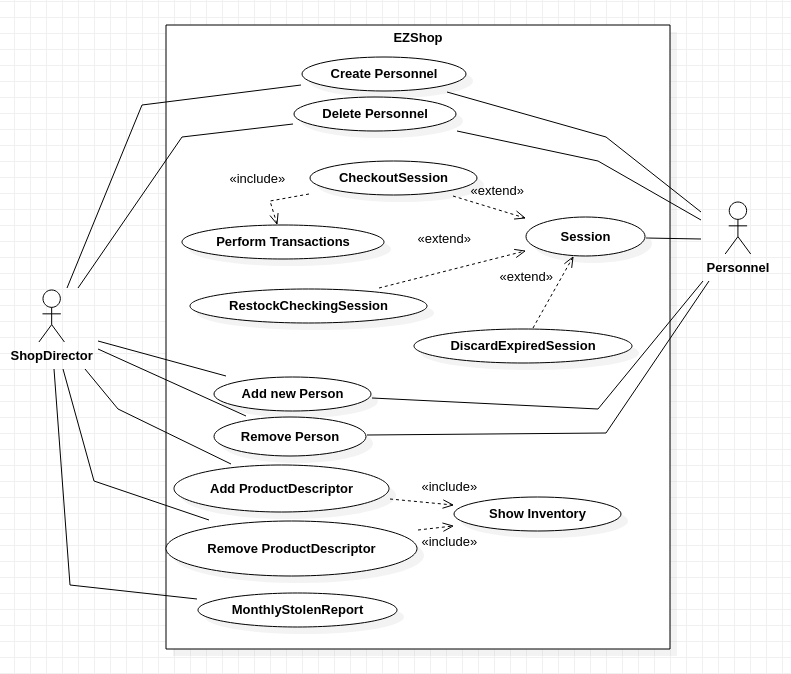 EZShop
Create Personnel
Delete Personnel
«include»
CheckoutSession
«extend»
Perform Transactions
«extend»
Session
Personnel
«extend»
RestockCheckingSession
DiscardExpiredSession
ShopDirector
Add new Person
Remove Person
Add ProductDescriptor
«include»
Show Inventory
Remove ProductDescriptor
«include»
MonthlyStolenReport